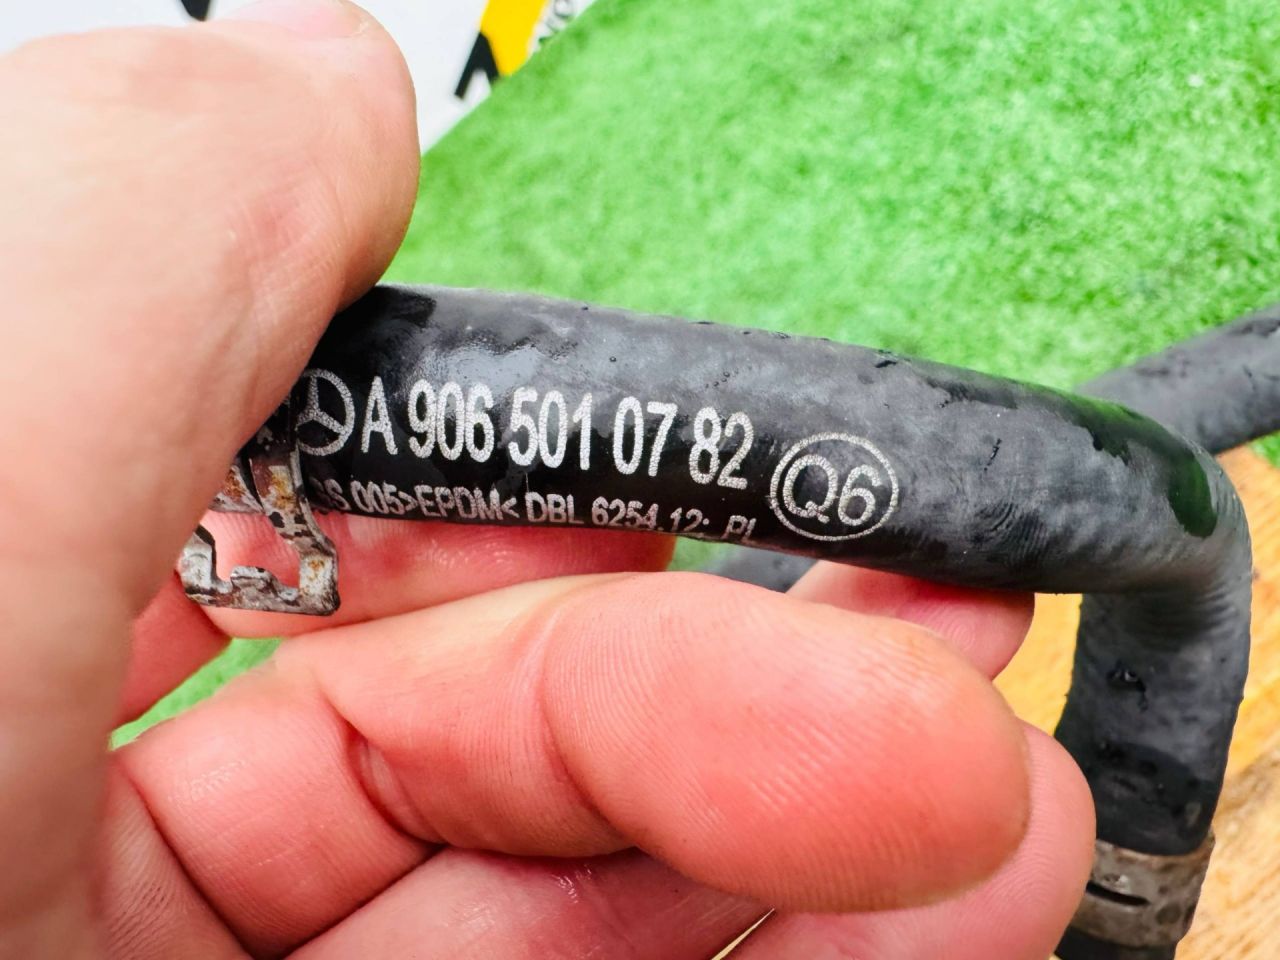 A 906 501 07 82 Q6
005>EPDM< DBL 6254.12: PL